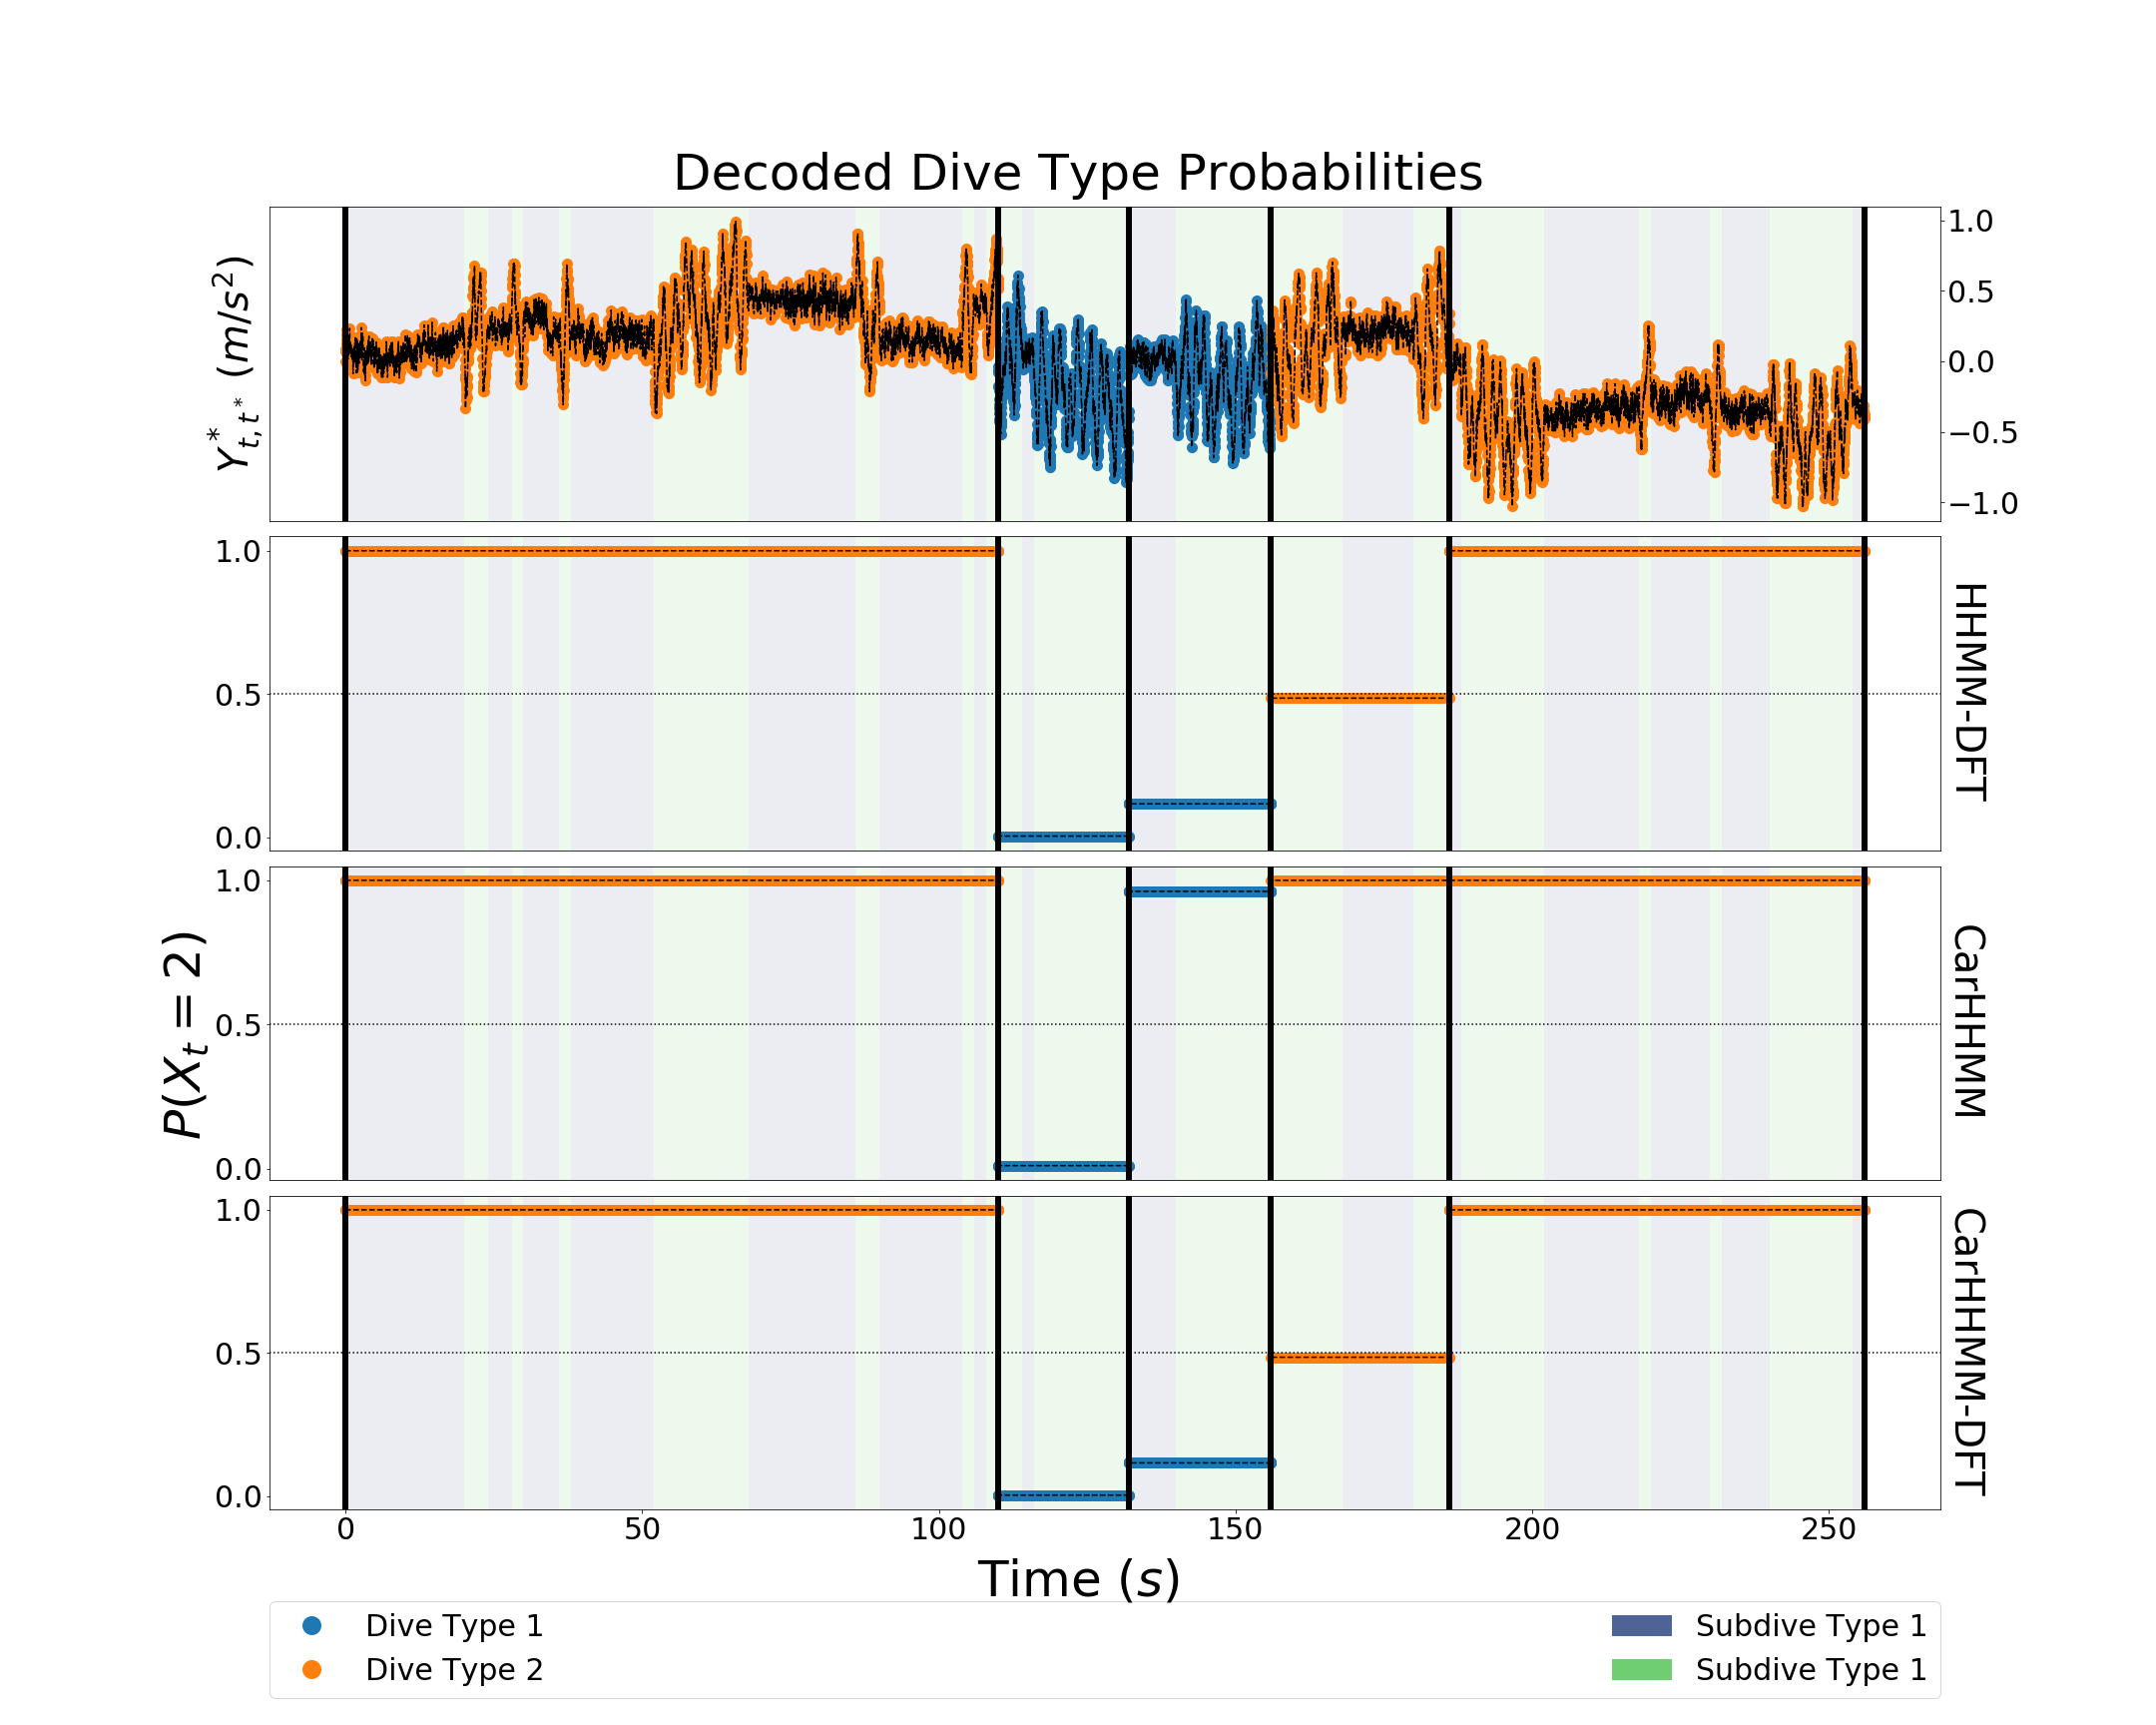 Decoded Dive Type Probabilities
Y*t,t* (m/s²)
1.0
0.5
0.0
−0.5
−1.0
1.0
0.5
0.0
HHMM-DFT
P(Xt = 2)
1.0
0.5
0.0
CarHHMM
1.0
0.5
0.0
CarHHMM-DFT
0 50 100 150 200 250
Time (s)
Dive Type 1
Dive Type 2
Subdive Type 1
Subdive Type 1